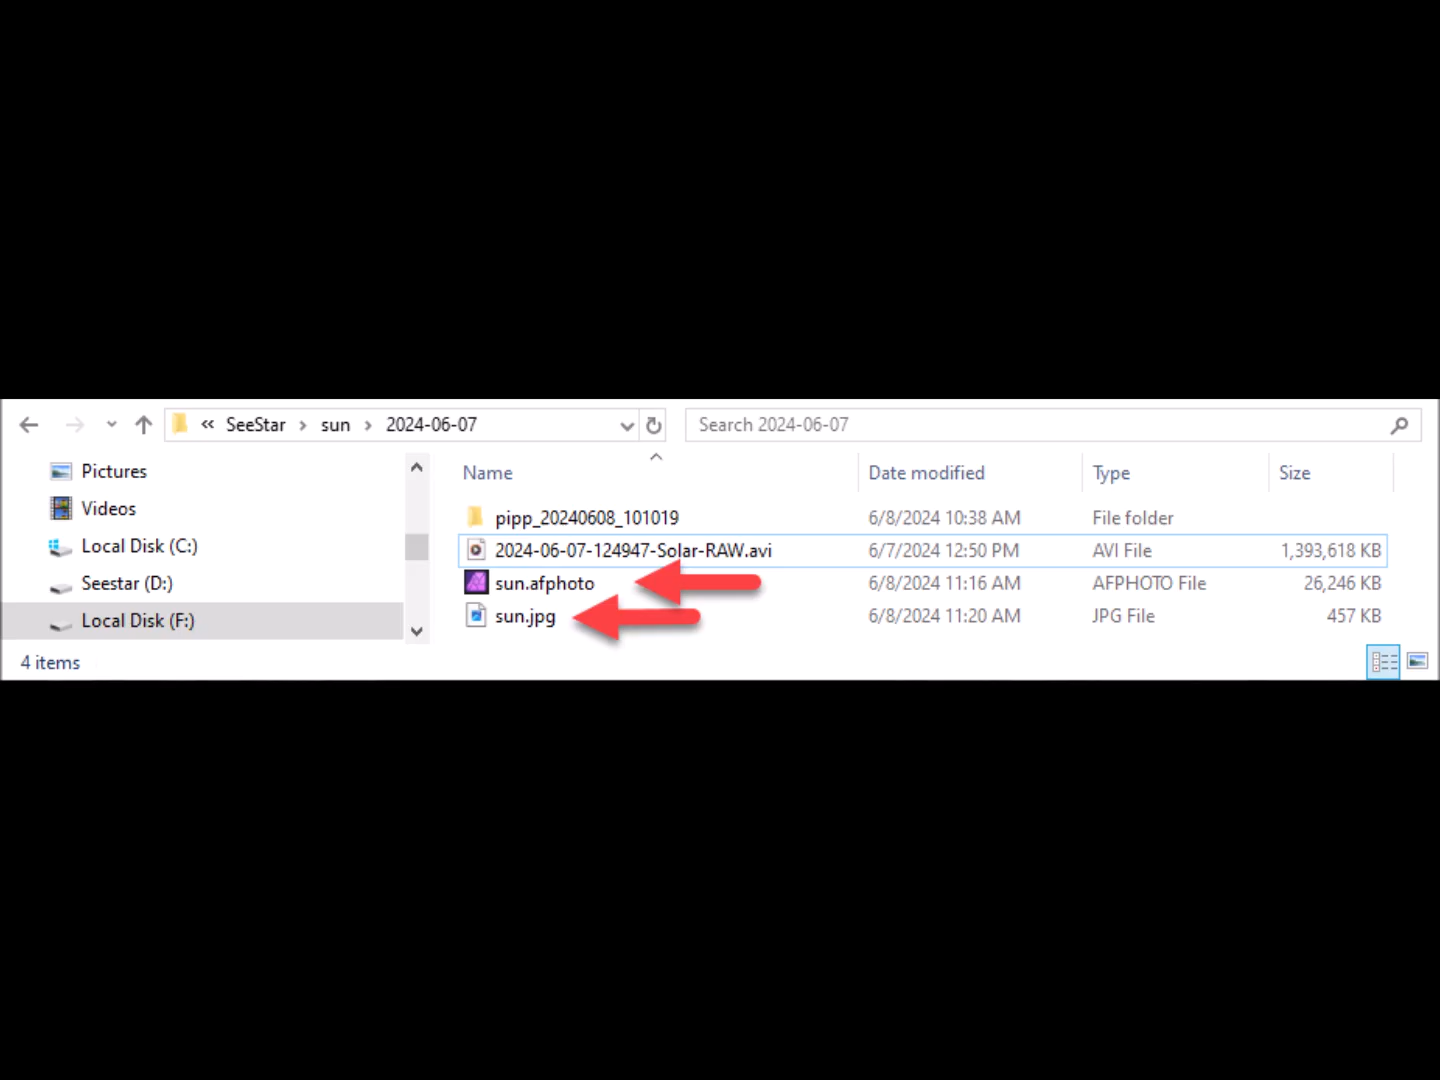 « SeeStar › sun › 2024-06-07
Search 2024-06-07
Pictures
Videos
Local Disk (C:)
Seestar (D:)
Local Disk (F:)
Name Date modified Type Size
pipp_20240608_101019 6/8/2024 10:38 AM File folder
2024-06-07-124947-Solar-RAW.avi 6/7/2024 12:50 PM AVI File 1,393,618 KB
sun.afphoto 6/8/2024 11:16 AM AFPHOTO File 26,246 KB
sun.jpg 6/8/2024 11:20 AM JPG File 457 KB
4 items